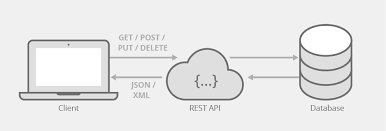 GET / POST /
PUT / DELETE
JSON /
XML
{...}
Client
REST API
Database